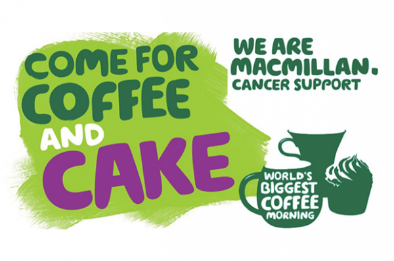 COME FOR
COFFEE
AND
CAKE
WE ARE
MACMILLAN.
CANCER SUPPORT
WORLD'S
BIGGEST
COFFEE
MORNING